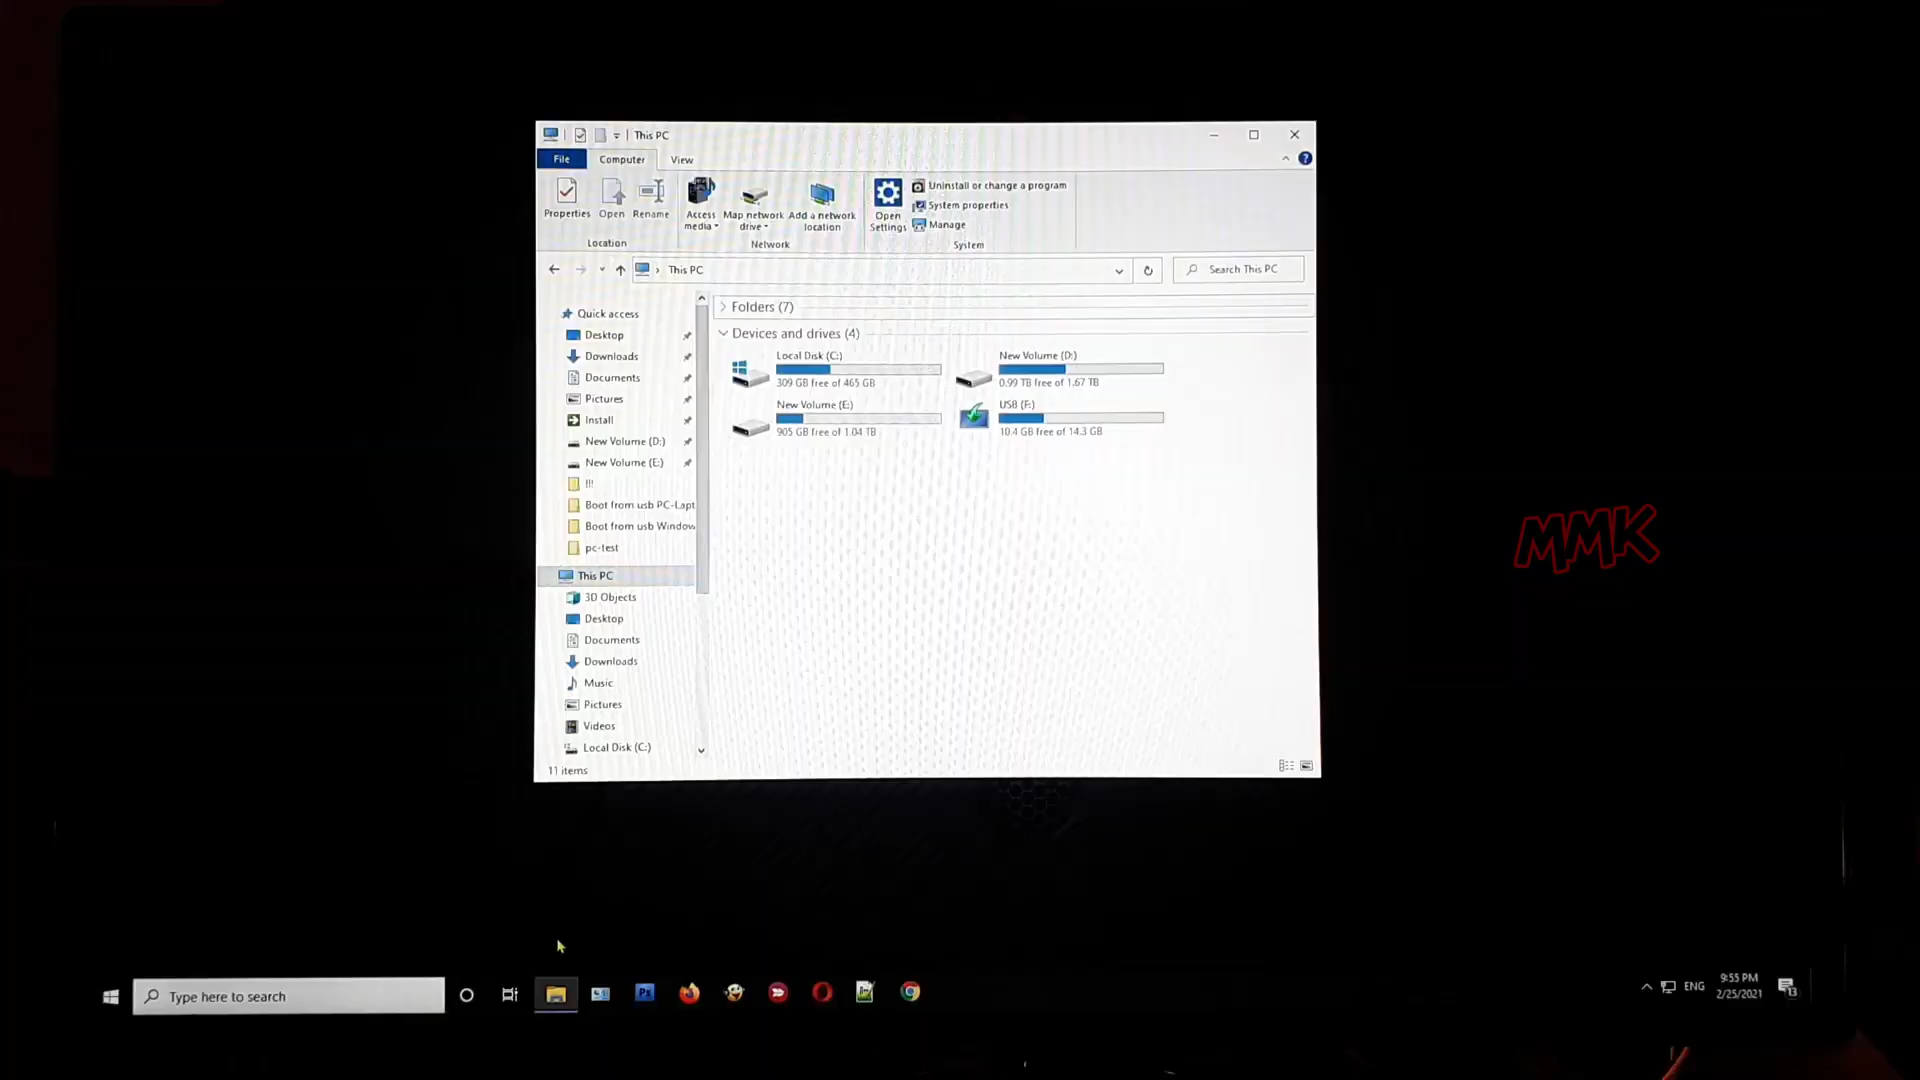 This PC
File Computer View
Properties Open Rename
Access media
Map network drive
Add a network location
Open Settings
Uninstall or change a program
System properties
Manage
Location Network System
This PC
Search This PC
Quick access
Desktop
Downloads
Documents
Pictures
Install
New Volume (D:)
New Volume (E:)
!!!
Boot from usb PC-Lapt
Boot from usb Window
pc-test
This PC
3D Objects
Desktop
Documents
Downloads
Music
Pictures
Videos
Local Disk (C:)
11 items
Folders (7)
Devices and drives (4)
Local Disk (C:)
309 GB free of 465 GB
New Volume (D:)
0.99 TB free of 1.67 TB
New Volume (E:)
905 GB free of 1.04 TB
USB (F:)
10.4 GB free of 14.3 GB
MMK
Type here to search
Ps
ENG
9:55 PM
2/25/2021
13